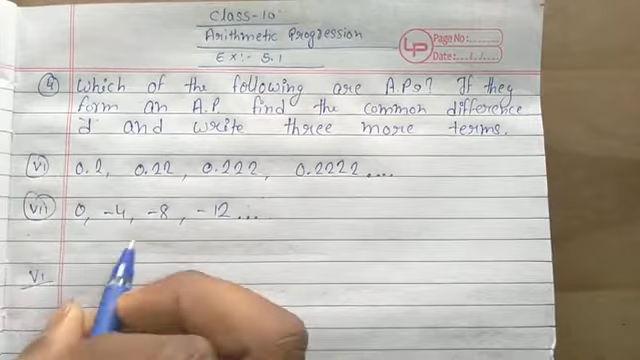 Class-10
Arithmetic Progression
Ex:- 5.1
LP
Page No:
Date: / /
4 Which of the following are A.Ps? If they
form an A.P find the common difference
d and write three more terms.
vi 0.2, 0.22, 0.222, 0.2222....
vii 0, -4, -8, -12...
vi